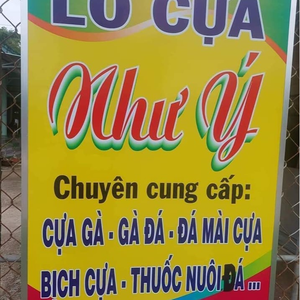 LÒ CỰA
Như Ý
Chuyên cung cấp:
CỰA GÀ - GÀ ĐÁ - ĐÁ MÀI CỰA
BỊCH CỰA - THUỐC NUÔI ĐÁ ...